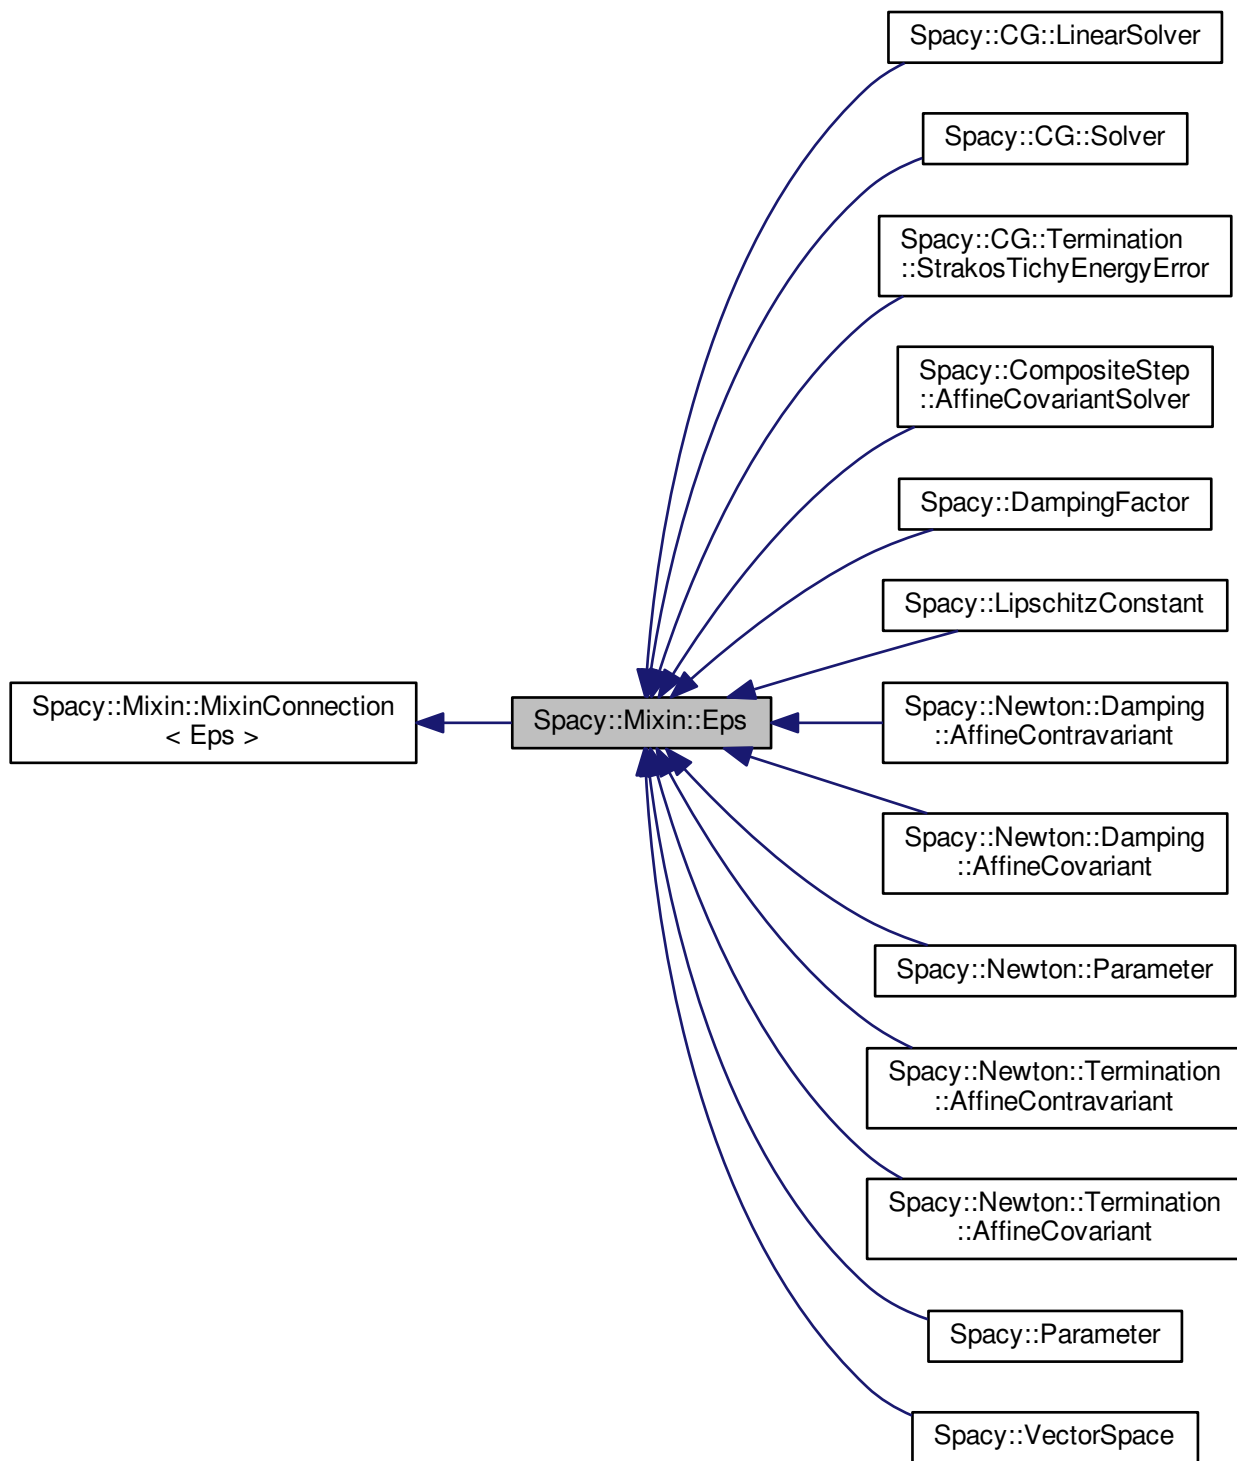 Spacy::CG::LinearSolver
Spacy::CG::Solver
Spacy::CG::Termination
::StrakosTichyEnergyError
Spacy::CompositeStep
::AffineCovariantSolver
Spacy::DampingFactor
Spacy::LipschitzConstant
Spacy::Mixin::MixinConnection
< Eps >
Spacy::Mixin::Eps
Spacy::Newton::Damping
::AffineContravariant
Spacy::Newton::Damping
::AffineCovariant
Spacy::Newton::Parameter
Spacy::Newton::Termination
::AffineContravariant
Spacy::Newton::Termination
::AffineCovariant
Spacy::Parameter
Spacy::VectorSpace